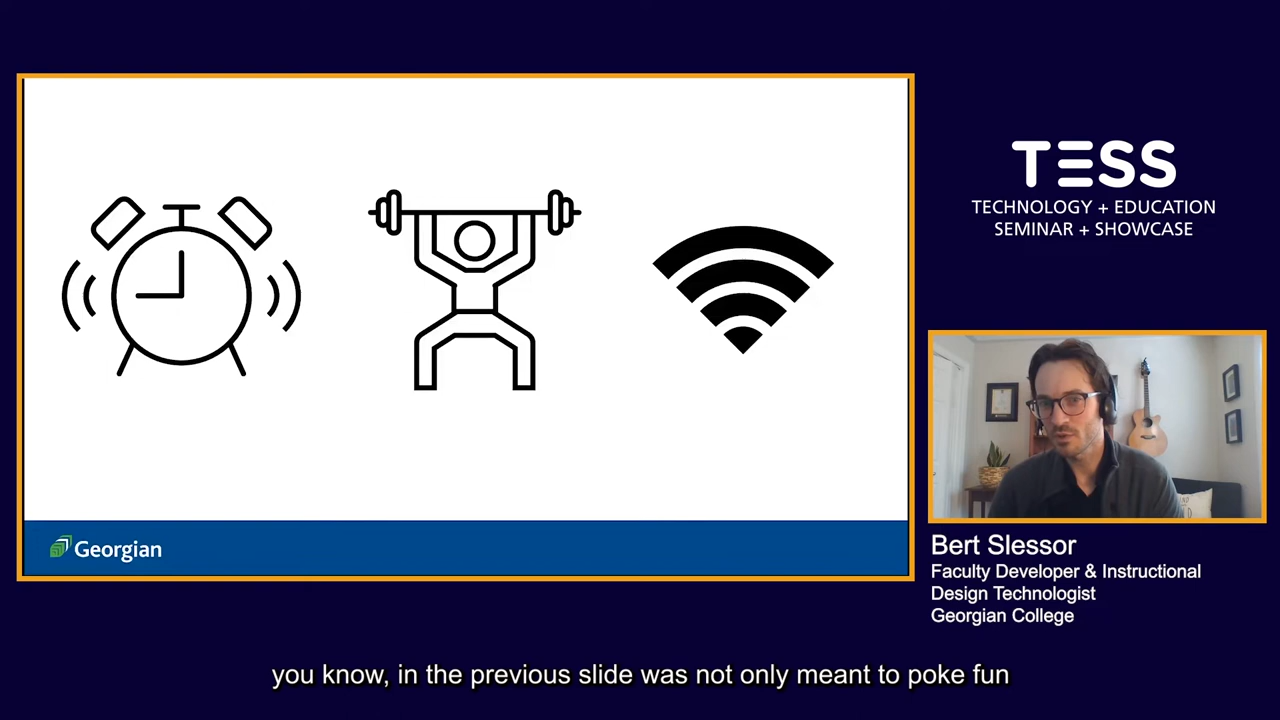 TESS
TECHNOLOGY + EDUCATION
SEMINAR + SHOWCASE
Georgian
Bert Slessor
Faculty Developer & Instructional
Design Technologist
Georgian College
you know, in the previous slide was not only meant to poke fun